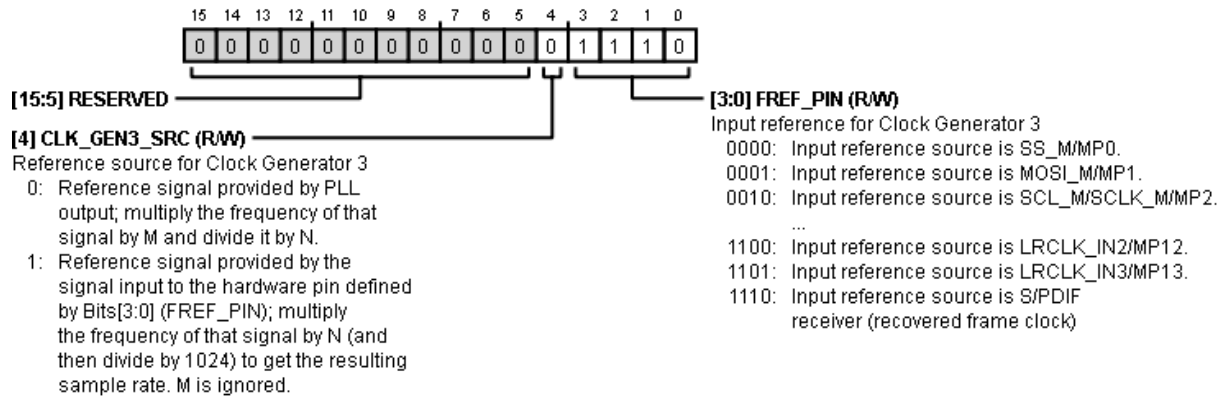 15 14 13 12 11 10 9 8 7 6 5 4 3 2 1 0
0 0 0 0 0 0 0 0 0 0 0 0 1 1 1 0
[15:5] RESERVED
[4] CLK_GEN3_SRC (R/W)
Reference source for Clock Generator 3
0: Reference signal provided by PLL
output; multiply the frequency of that
signal by M and divide it by N.
1: Reference signal provided by the
signal input to the hardware pin defined
by Bits[3:0] (FREF_PIN); multiply
the frequency of that signal by N (and
then divide by 1024) to get the resulting
sample rate. M is ignored.
[3:0] FREF_PIN (R/W)
Input reference for Clock Generator 3
0000: Input reference source is SS_M/MP0.
0001: Input reference source is MOSI_M/MP1.
0010: Input reference source is SCL_M/SCLK_M/MP2.
...
1100: Input reference source is LRCLK_IN2/MP12.
1101: Input reference source is LRCLK_IN3/MP13.
1110: Input reference source is S/PDIF
receiver (recovered frame clock)